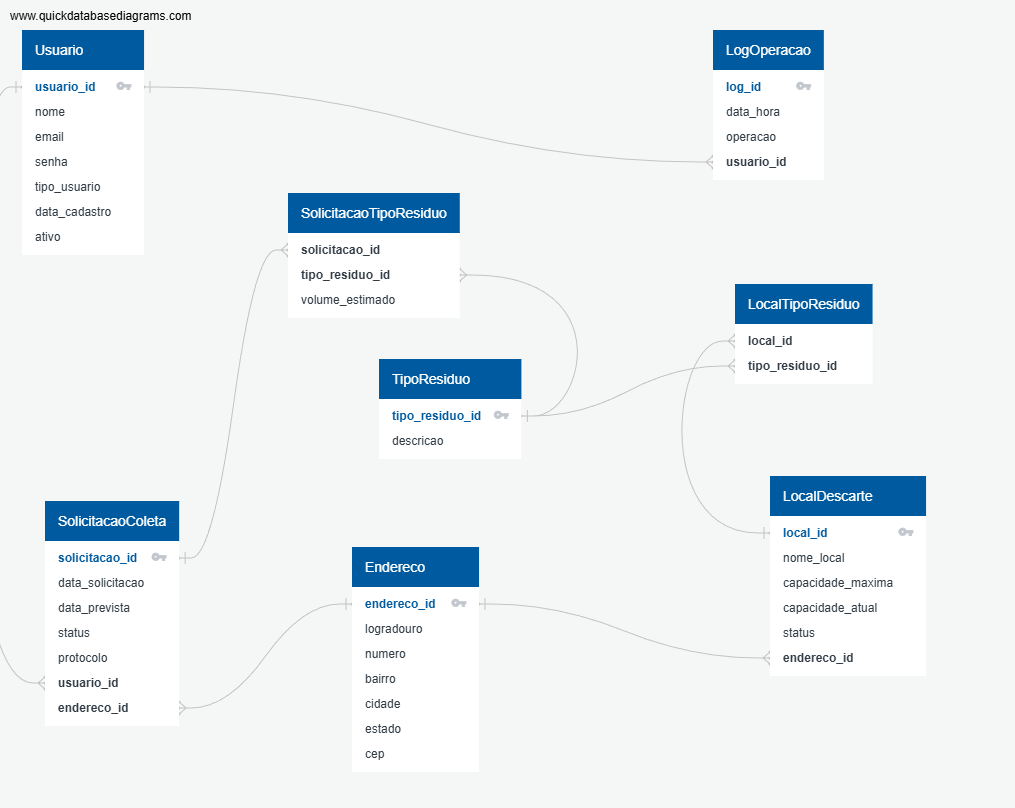 www.quickdatabasediagrams.com
Usuario
usuario_id
nome
email
senha
tipo_usuario
data_cadastro
ativo
LogOperacao
log_id
data_hora
operacao
usuario_id
SolicitacaoTipoResiduo
solicitacao_id
tipo_residuo_id
volume_estimado
LocalTipoResiduo
local_id
tipo_residuo_id
TipoResiduo
tipo_residuo_id
descricao
SolicitacaoColeta
solicitacao_id
data_solicitacao
data_prevista
status
protocolo
usuario_id
endereco_id
Endereco
endereco_id
logradouro
numero
bairro
cidade
estado
cep
LocalDescarte
local_id
nome_local
capacidade_maxima
capacidade_atual
status
endereco_id